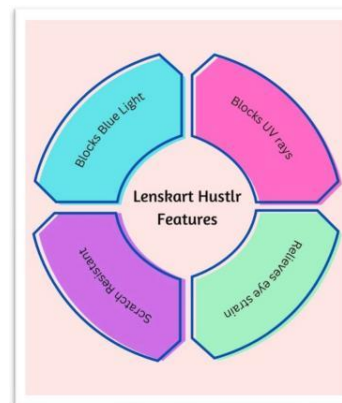 Blocks Blue Light
Blocks UV rays
Lenskart Hustlr
Features
Scratch Resistant
Relieves eye strain